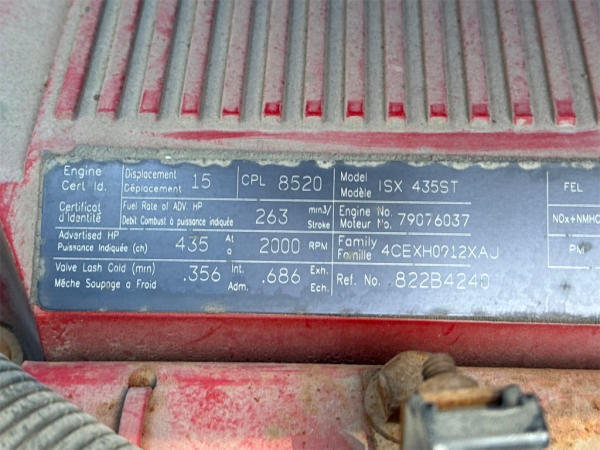 Engine Cert Id. Displacement Déplacement 15 CPL 8520 Model Modèle ISX 435ST FEL
Certificat d'identité Fuel Rate of ADV. HP Debit Combust à puissance indiquée 263 mm3/ Stroke Engine No. Moteur No. 79076037 NOx+NMHC
Advertised HP Puissance Indiquée (ch) 435 At à 2000 RPM Family Famille 4CEXH0912XAJ PM
Valve Lash Cold (mm) Mêche Soupage a Froid .356 Int. Adm. .686 Exh. Ech. Ref. No. 822B4240